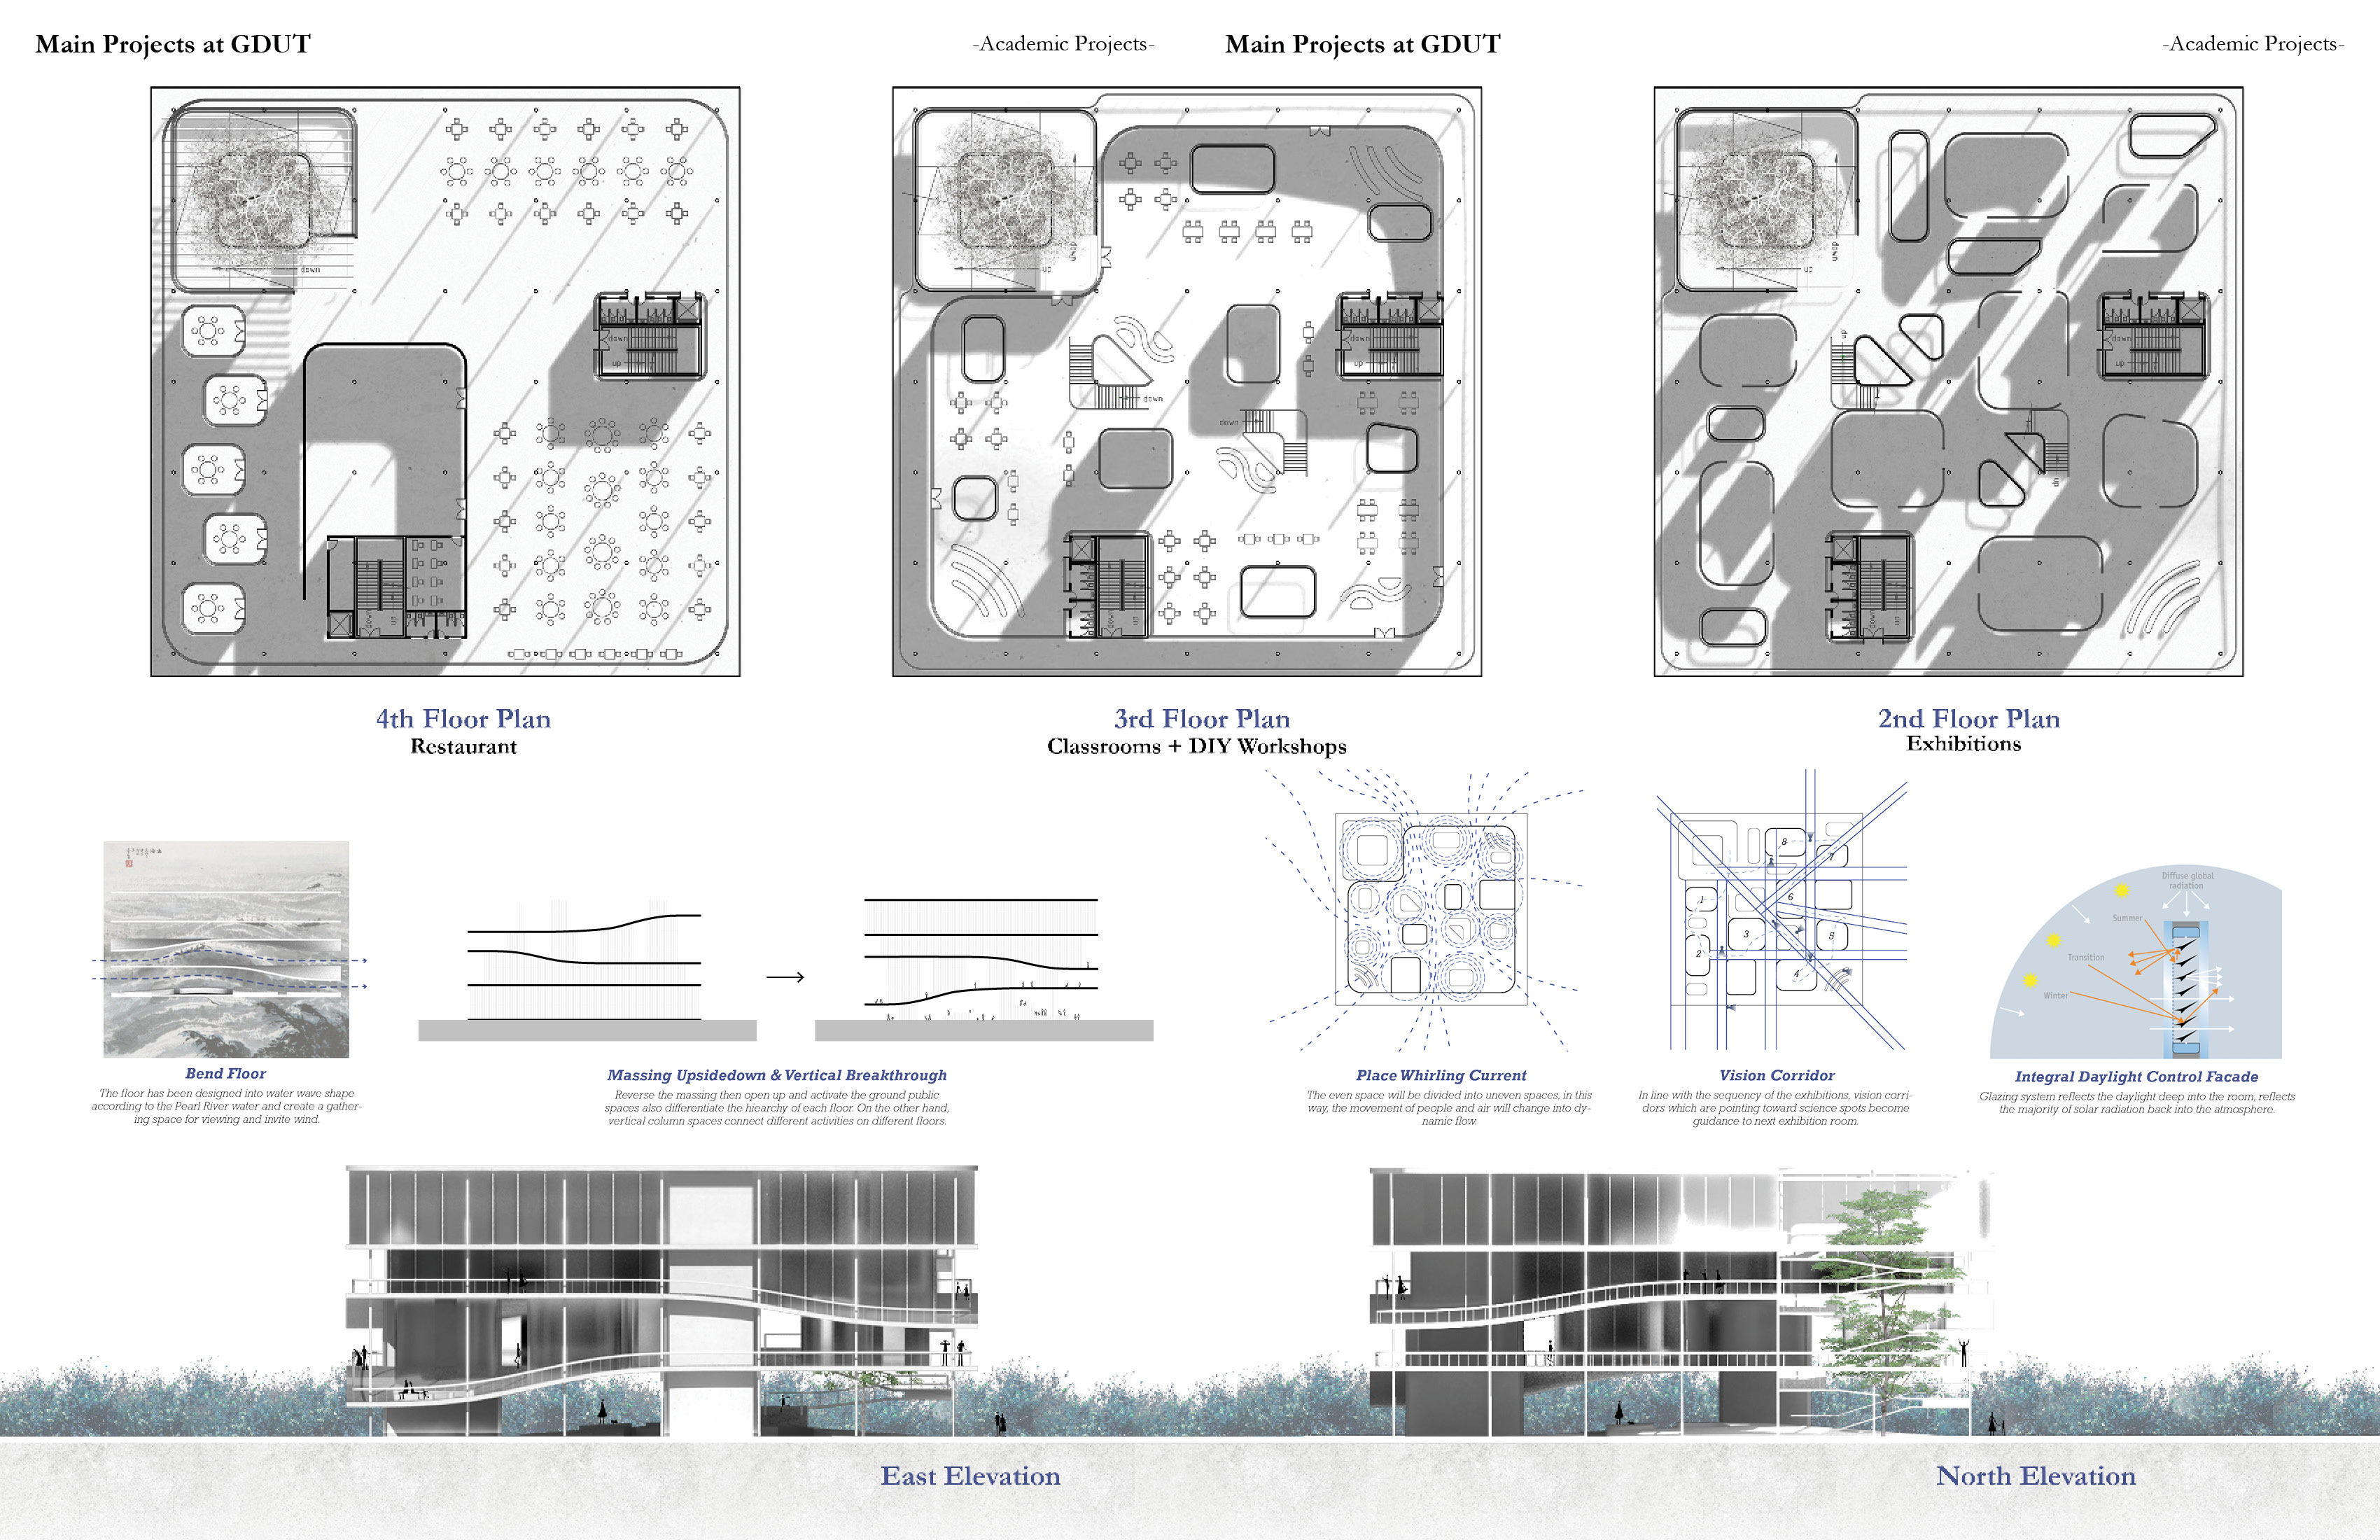 Main Projects at GDUT
-Academic Projects-
Main Projects at GDUT
-Academic Projects-
down
down
up
down
up
up
down
down
up
down
down
down
up
up
down
up
down
up
down
up
4th Floor Plan
Restaurant
3rd Floor Plan
Classrooms + DIY Workshops
2nd Floor Plan
Exhibitions
Bend Floor
The floor has been designed into water wave shape
according to the Pearl River water and create a gather-
ing space for viewing and invite wind.
Massing Upsidedown & Vertical Breakthrough
Reverse the massing then open up and activate the ground public
spaces also differentiate the hiearchy of each floor. On the other hand,
vertical column spaces connect different activities on different floors.
Place Whirling Current
The even space will be divided into uneven spaces, in this
way, the movement of people and air will change into dy-
namic flow.
8
7
1
6
3
5
2
4
Vision Corridor
In line with the sequency of the exhibitions, vision corri-
dors which are pointing toward science spots become
guidance to next exhibition room.
Diffuse global
radiation
Summer
Transition
Winter
Integral Daylight Control Facade
Glazing system reflects the daylight deep into the room, reflects
the majority of solar radiation back into the atmosphere.
East Elevation
North Elevation